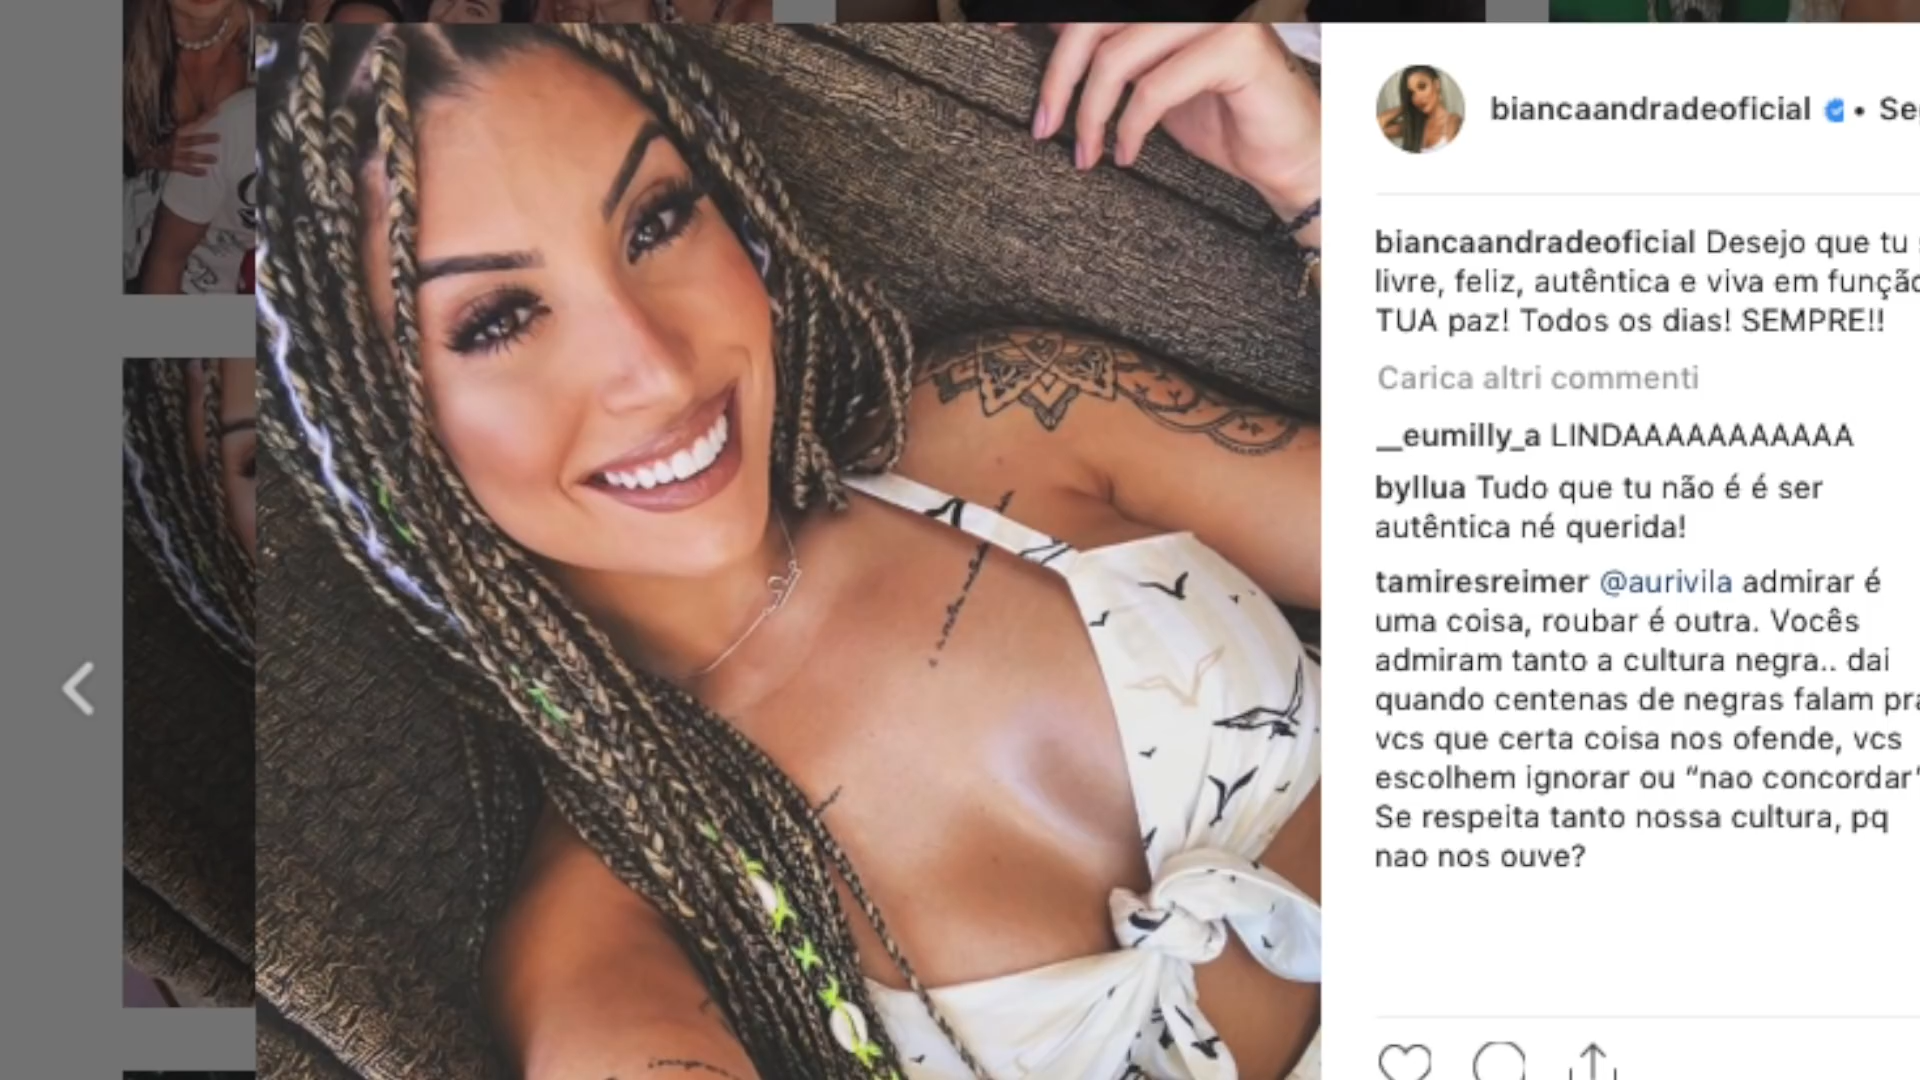 biancaandradeoficial • Se
biancaandradeoficial Desejo que tu
livre, feliz, autêntica e viva em função
TUA paz! Todos os dias! SEMPRE!!
Carica altri commenti
__eumilly_a LINDAAAAAAAAAAA
byllua Tudo que tu não é é ser
autêntica né querida!
tamiresreimer @aurivila admirar é
uma coisa, roubar é outra. Vocês
admiram tanto a cultura negra.. dai
quando centenas de negras falam pra
vcs que certa coisa nos ofende, vcs
escolhem ignorar ou “nao concordar”
Se respeita tanto nossa cultura, pq
nao nos ouve?